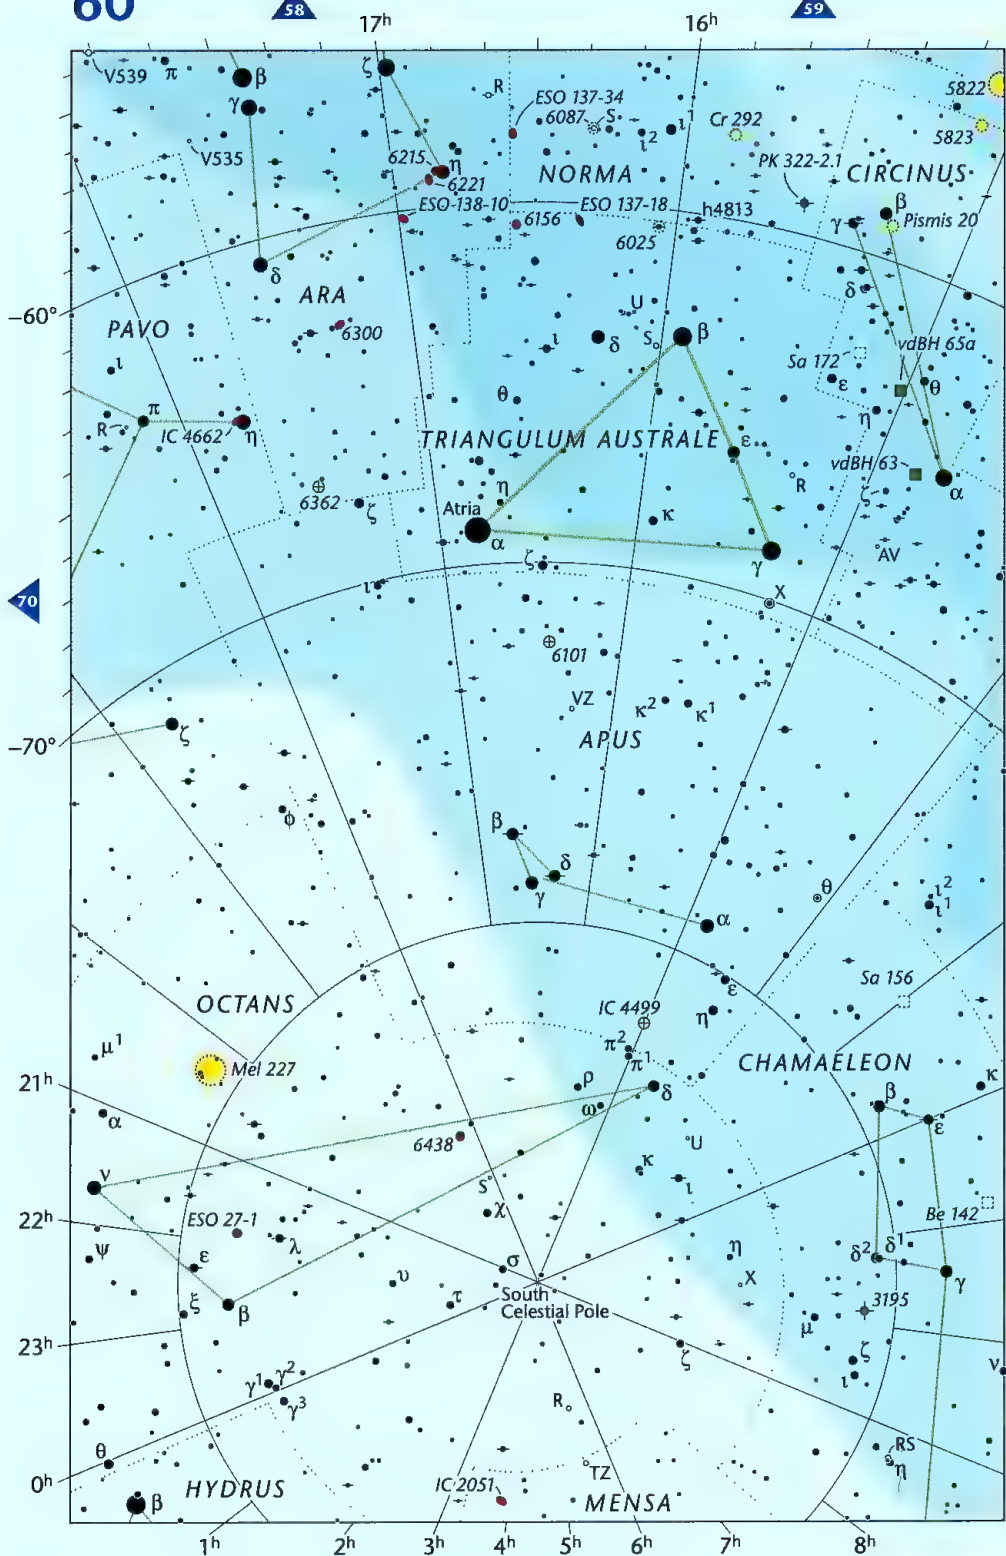 60
58
59
17h
16h
V539
π
β
ζ
R
ESO 137-34
6087
S
ι2
ι1
Cr 292
5822
5823
γ
V535
6215
η
6221
NORMA
PK 322-2.1
CIRCINUS
ESO-138-10
6156
ESO 137-18
6025
h4813
β
γ
Pismis 20
δ
ARA
δ
−60°
PAVO
6300
U
δ
S
β
vdBH 65a
ι
ι
Sa 172
ε
θ
θ
π
R
IC 4662
η
TRIANGULUM AUSTRALE
ε
η
vdBH 63
6362
ζ
η
Atria
α
κ
R
ζ
α
γ
AV
70
ι
ζ
X
6101
VZ
κ2
κ1
−70°
ζ
APUS
φ
β
δ
γ
α
θ
ι2
ι1
OCTANS
IC 4499
ε
η
Sa 156
μ1
Mel 227
π2
π1
CHAMAELEON
21h
α
ρ
δ
ω
β
κ
ε
6438
U
ν
S
κ
ι
χ
ESO 27-1
Be 142
22h
ψ
ε
λ
σ
η
δ2
δ1
γ
υ
X
ξ
β
τ
South
Celestial Pole
μ
3195
23h
ζ
ζ
ι
ν
γ1
γ2
γ3
R
θ
RS
η
0h
HYDRUS
β
IC 2051
TZ
MENSA
1h
2h
3h
4h
5h
6h
7h
8h